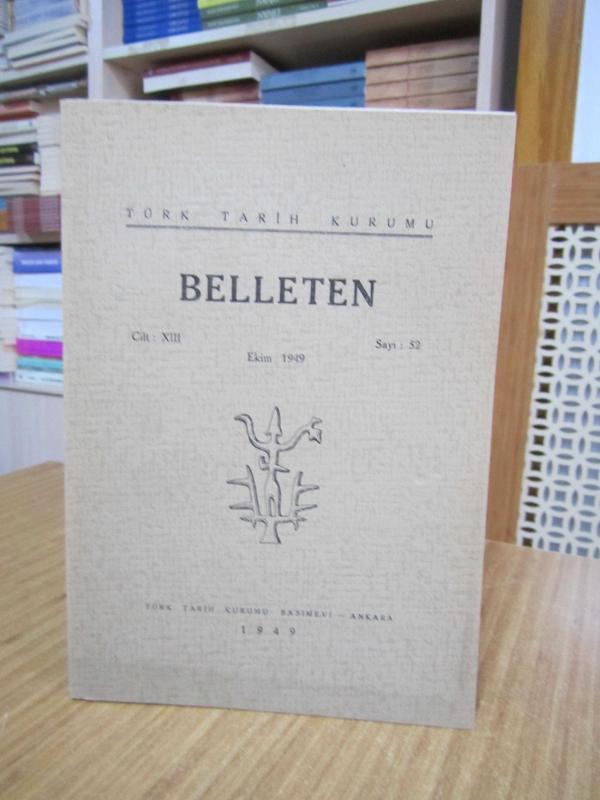 TÜRK TARİH KURUMU
BELLETEN
Cilt : XIII
Sayı : 52
Ekim 1949
TÜRK TARİH KURUMU BASIMEVİ — ANKARA
1949